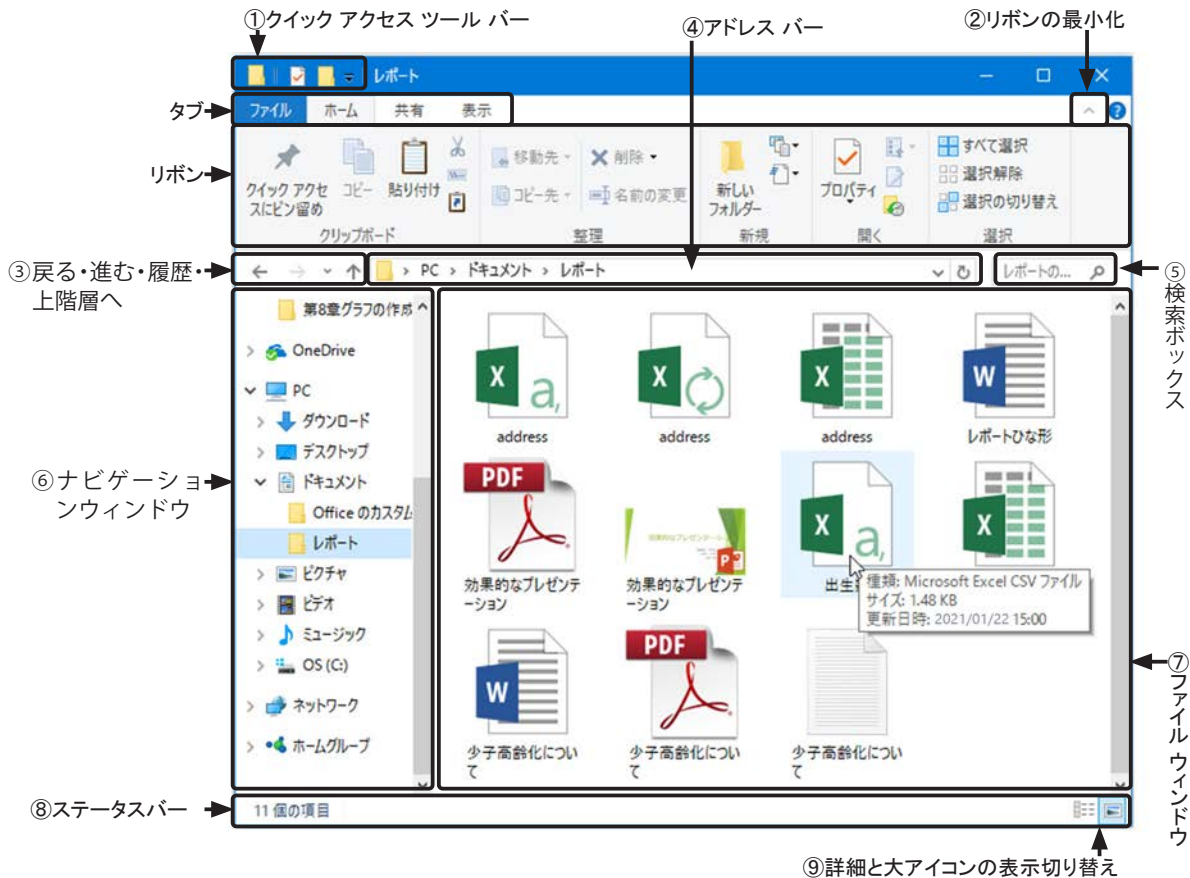 ①クイック アクセス ツール バー
④アドレス バー
②リボンの最小化
レポート
タブ
ファイル ホーム 共有 表示
リボン
クイック アクセ
スにピン留め
コピー
貼り付け
移動先
コピー先
削除
名前の変更
新しい
フォルダー
プロパティ
すべて選択
選択解除
選択の切り替え
クリップボード 整理 新規 開く 選択
③戻る・進む・履歴・
上階層へ
PC > ドキュメント > レポート
レポートの...
⑤検索ボックス
第8章グラフの作成
OneDrive
PC
ダウンロード
デスクトップ
ドキュメント
Office のカスタム
レポート
ピクチャ
ビデオ
ミュージック
OS (C:)
ネットワーク
ホームグループ
⑥ナビゲーショ
ンウィンドウ
address
address
address
レポートひな形
PDF
効果的なプレゼンテ
ーション
効果的なプレゼンテ
ーション
出生
種類: Microsoft Excel CSV ファイル
サイズ: 1.48 KB
更新日時: 2021/01/22 15:00
少子高齢化につい
て
PDF
少子高齢化につい
て
少子高齢化につい
て
⑦ファイル ウィンドウ
⑧ステータスバー
11 個の項目
⑨詳細と大アイコンの表示切り替え